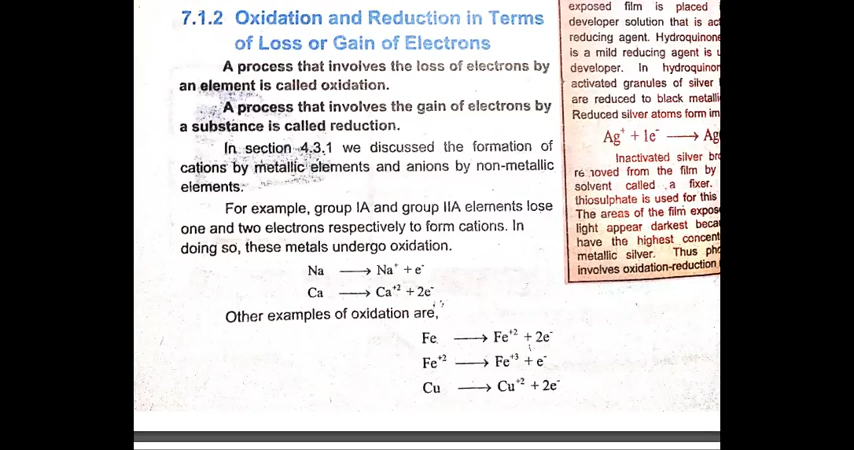 7.1.2 Oxidation and Reduction in Terms
of Loss or Gain of Electrons
A process that involves the loss of electrons by
an element is called oxidation.
A process that involves the gain of electrons by
a substance is called reduction.
In section 4.3.1 we discussed the formation of
cations by metallic elements and anions by non-metallic
elements.
For example, group IA and group IIA elements lose
one and two electrons respectively to form cations. In
doing so, these metals undergo oxidation.
Na ⟶ Na⁺ + e⁻
Ca ⟶ Ca⁺² + 2e⁻
Other examples of oxidation are,
Fe ⟶ Fe⁺² + 2e⁻
Fe⁺² ⟶ Fe⁺³ + e⁻
Cu ⟶ Cu⁺² + 2e⁻
exposed film is placed
developer solution that is
reducing agent. Hydroquinone
is a mild reducing agent is
developer. In
activated granules of silver
are reduced to black
Reduced silver atoms form
Ag⁺ + 1e⁻ ⟶ Ag
Inactivated silver
from the film by
solvent called a fixer.
thiosulphate is used for this
The areas of the film
light appear darkest
have the highest
metallic silver. Thus
involves oxidation-reduction